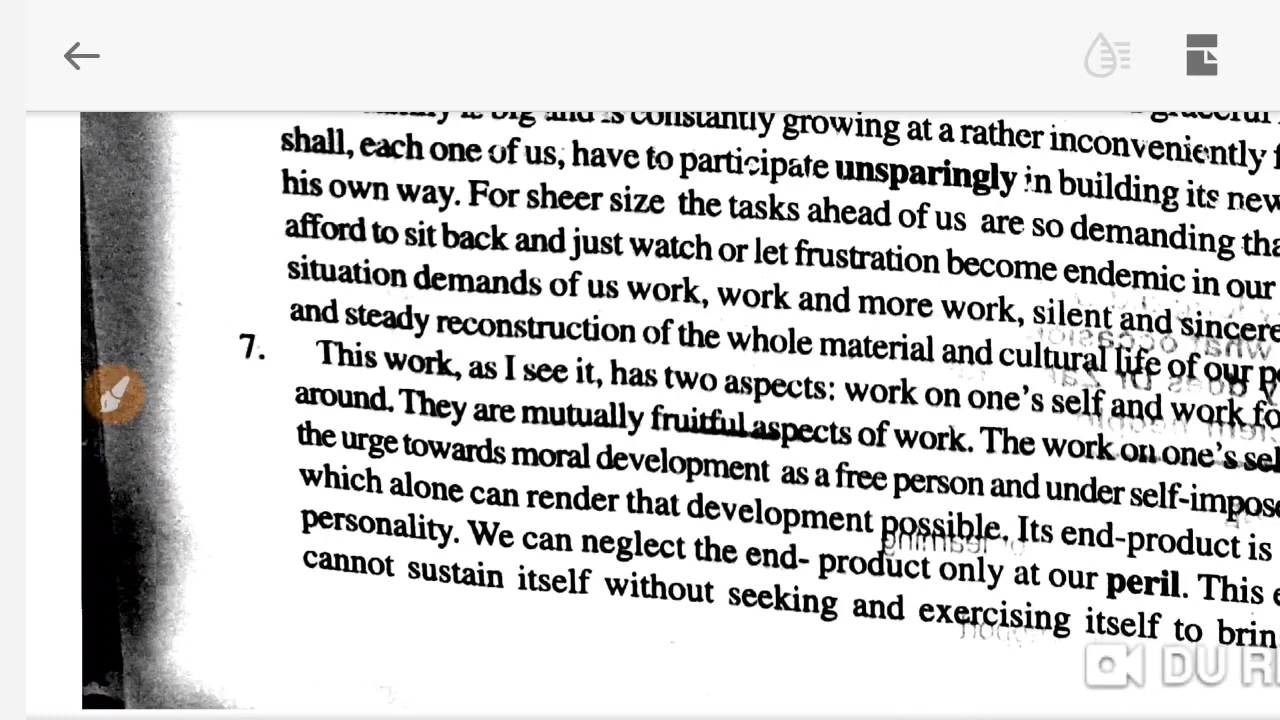 is constantly growing at a rather inconveniently
shall, each one of us, have to participate unsparingly in building its new
his own way. For sheer size the tasks ahead of us are so demanding
afford to sit back and just watch or let frustration become endemic in our
situation demands of us work, work and more work, silent and sincere
and steady reconstruction of the whole material and cultural life of our
7. This work, as I see it, has two aspects: work on one's self and work
around. They are mutually fruitful aspects of work. The work on one's
the urge towards moral development as a free person and under
which alone can render that development possible. Its end-product is
personality. We can neglect the end- product only at our peril. This
cannot sustain itself without seeking and exercising itself to
DU